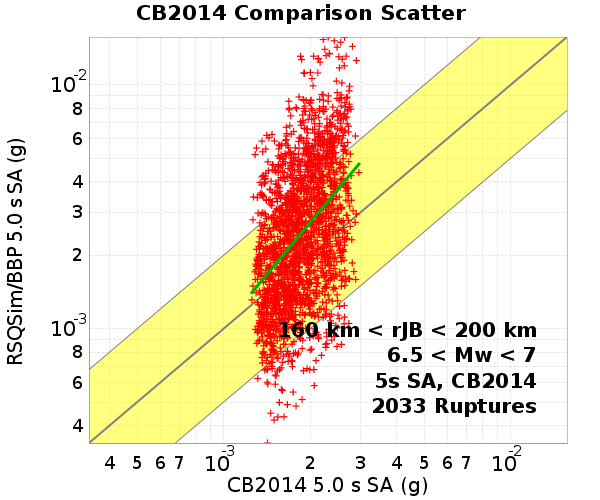 CB2014 Comparison Scatter
RSQSim/BBP 5.0 s SA (g)
10-2
8
6
4
3
2
10-3
8
6
4
160 km < rJB < 200 km
6.5 < Mw < 7
5s SA, CB2014
2033 Ruptures
4 5 6 7 10-3 2 3 4 5 6 7 10-2
CB2014 5.0 s SA (g)